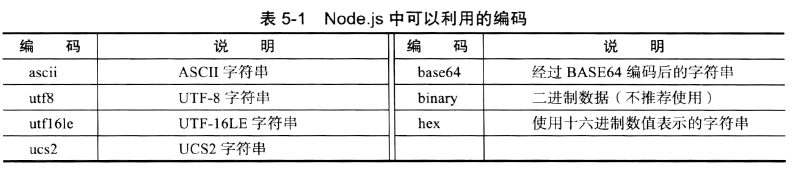 表 5-1 Node.js 中可以利用的编码
编 码 说 明 编 码 说 明
ascii ASCII 字符串 base64 经过 BASE64 编码后的字符串
utf8 UTF-8 字符串 binary 二进制数据（不推荐使用）
utf16le UTF-16LE 字符串 hex 使用十六进制数值表示的字符串
ucs2 UCS2 字符串